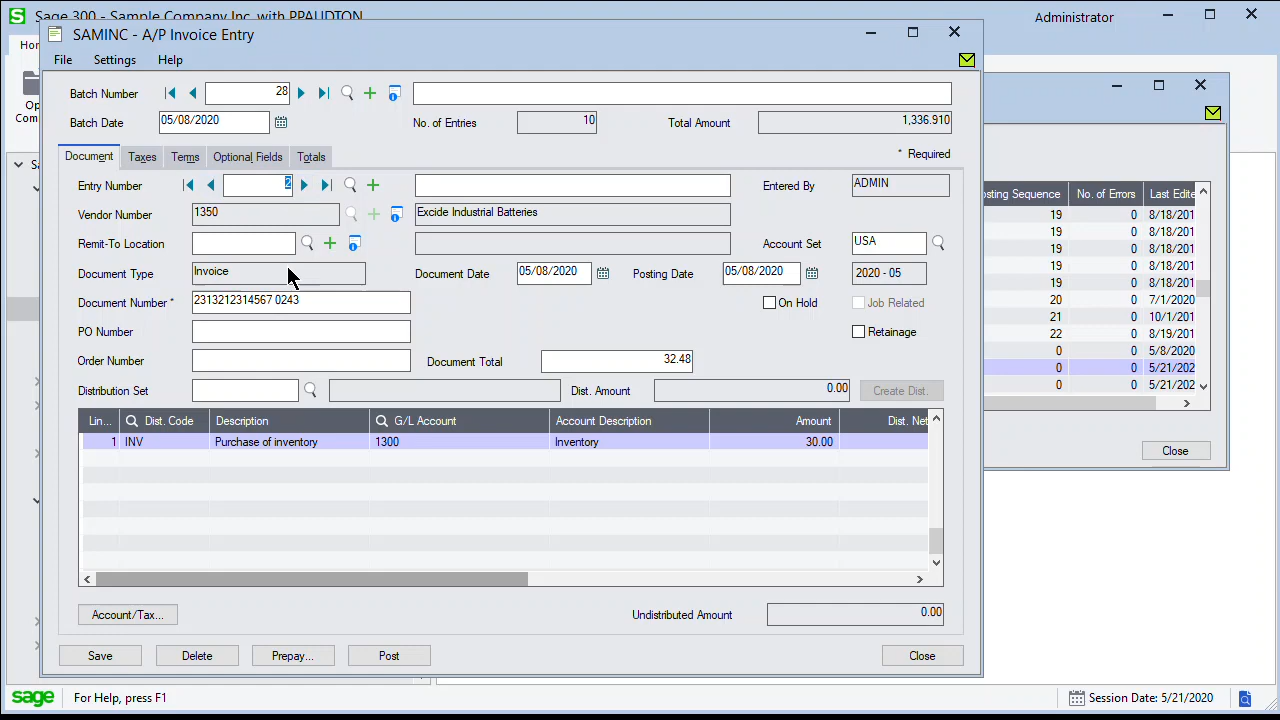 Sage 300 - Sample Company Inc. with PPAUDTON
Administrator
SAMINC - A/P Invoice Entry
File Settings Help
Batch Number 28
Batch Date 05/08/2020 No. of Entries 10 Total Amount 1,336.910
Document Taxes Terms Optional Fields Totals * Required
Entry Number 2 Entered By ADMIN
Vendor Number 1350 Excide Industrial Batteries
Remit-To Location Account Set USA
Document Type Invoice Document Date 05/08/2020 Posting Date 05/08/2020 2020 - 05
Document Number * 2313212314567 0243 On Hold Job Related
PO Number Retainage
Order Number Document Total 32.48
Distribution Set Dist. Amount 0.00 Create Dist.
Lin... Dist. Code Description G/L Account Account Description Amount Dist. Net
1 INV Purchase of inventory 1300 Inventory 30.00
Account/Tax... Undistributed Amount 0.00
Save Delete Prepay... Post Close
osting Sequence No. of Errors Last Edite
19 0 8/18/201
19 0 8/18/201
19 0 8/18/201
19 0 8/18/201
19 0 8/18/201
20 0 7/1/2020
21 0 10/1/201
22 0 8/19/201
0 0 5/8/2020
0 0 5/21/202
0 0 5/21/202
Close
sage For Help, press F1 Session Date: 5/21/2020